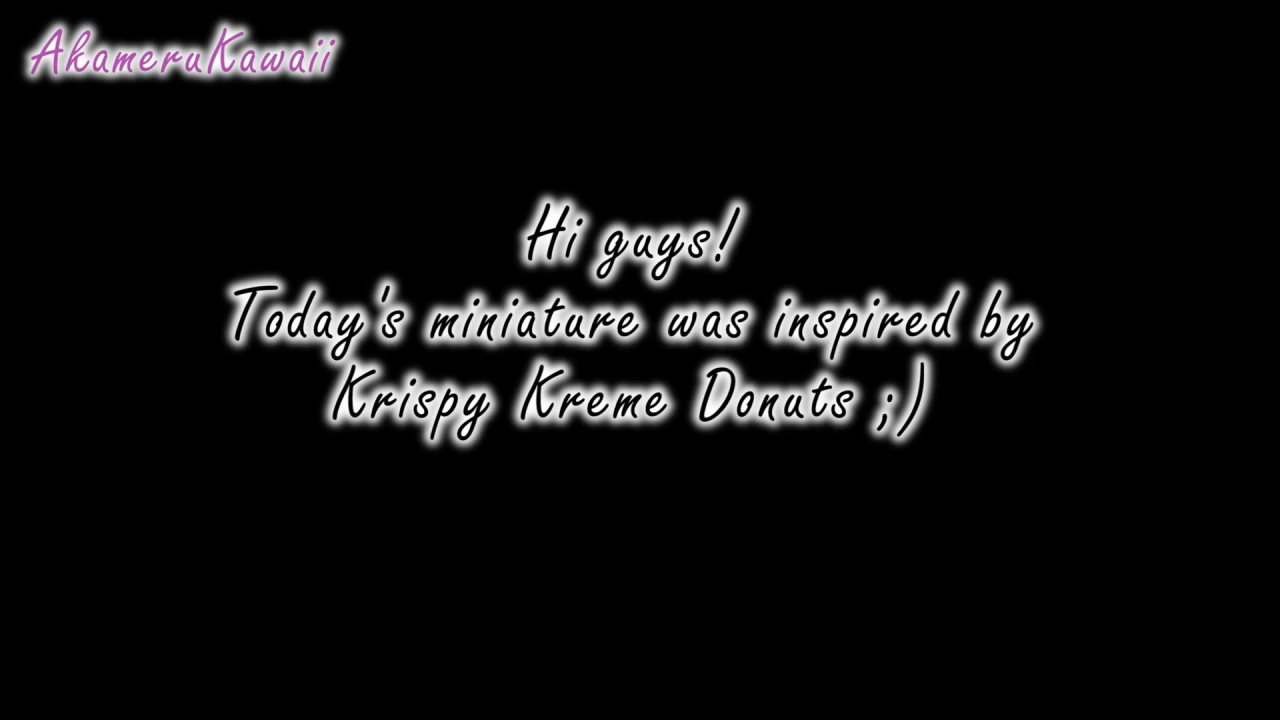 AkameruKawaii
Hi guys!
Today's miniature was inspired by
Krispy Kreme Donuts ;)